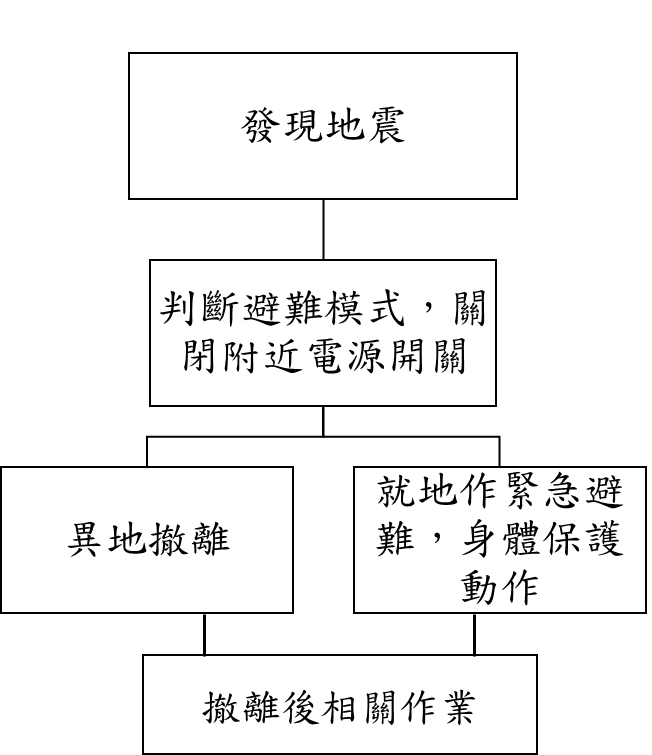 發現地震
判斷避難模式，關
閉附近電源開關
異地撤離
就地作緊急避
難，身體保護
動作
撤離後相關作業